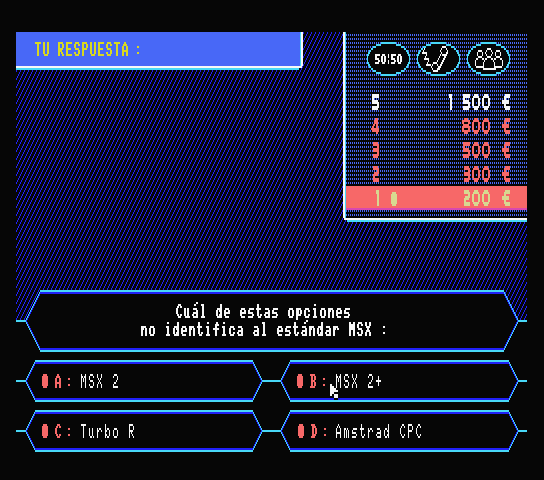 TU RESPUESTA :
50:50
5 1 500 €
4 800 €
3 500 €
2 300 €
1 200 €
Cuál de estas opciones
no identifica al estándar MSX :
A: MSX 2
B: MSX 2+
C: Turbo R
D: Amstrad CPC